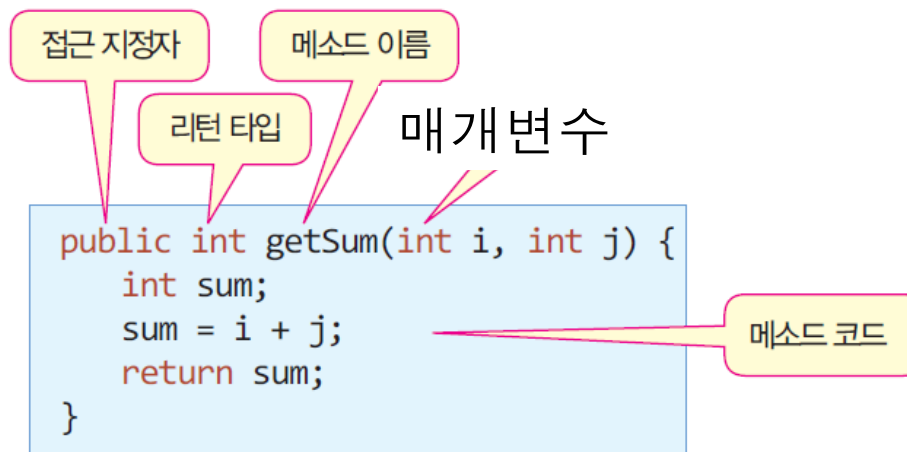 접근 지정자
메소드 이름
리턴 타입
매개변수
public int getSum(int i, int j) {
int sum;
sum = i + j;
return sum;
}
메소드 코드